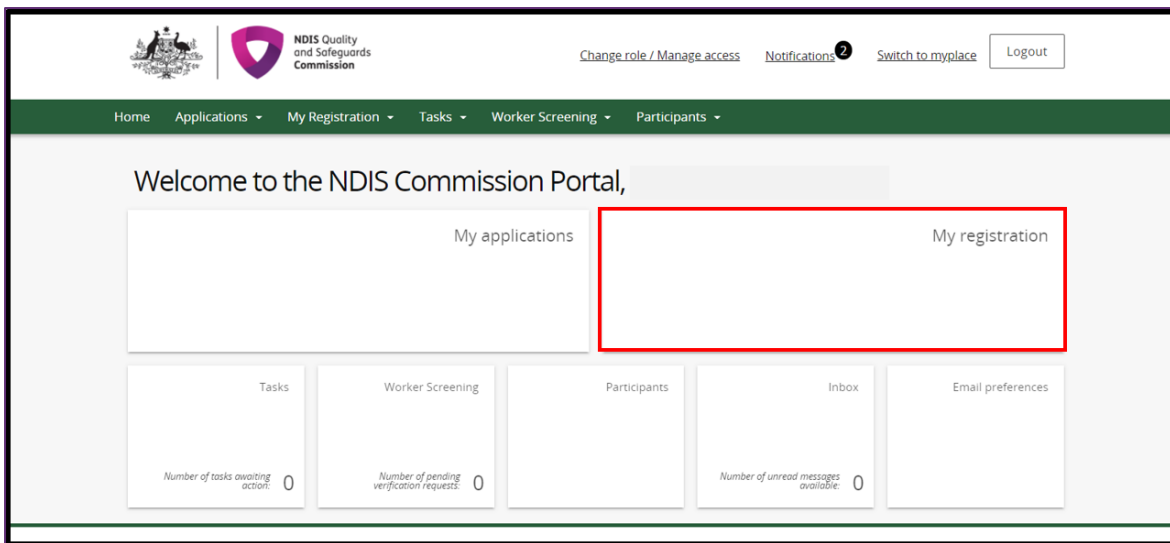 NDIS Quality
and Safeguards
Commission
Change role / Manage access Notifications 2 Switch to myplace Logout
Home Applications My Registration Tasks Worker Screening Participants
Welcome to the NDIS Commission Portal,
My applications
My registration
Tasks
Number of tasks awaiting
action: 0
Worker Screening
Number of pending
verification requests: 0
Participants
Inbox
Number of unread messages
available: 0
Email preferences